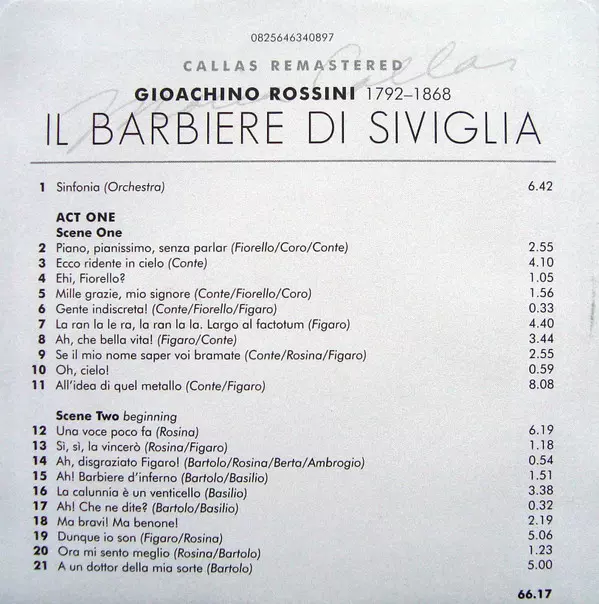 0825646340897
CALLAS REMASTERED
Maria Callas
GIOACHINO ROSSINI 1792–1868
IL BARBIERE DI SIVIGLIA
1 Sinfonia (Orchestra) 6.42
ACT ONE
Scene One
2 Piano, pianissimo, senza parlar (Fiorello/Coro/Conte) 2.55
3 Ecco ridente in cielo (Conte) 4.10
4 Ehi, Fiorello? 1.05
5 Mille grazie, mio signore (Conte/Fiorello/Coro) 1.56
6 Gente indiscreta! (Conte/Fiorello/Figaro) 0.33
7 La ran la le ra, la ran la la. Largo al factotum (Figaro) 4.40
8 Ah, che bella vita! (Figaro/Conte) 3.44
9 Se il mio nome saper voi bramate (Conte/Rosina/Figaro) 2.55
10 Oh, cielo! 0.59
11 All'idea di quel metallo (Conte/Figaro) 8.08
Scene Two beginning
12 Una voce poco fa (Rosina) 6.19
13 Sì, sì, la vincerò (Rosina/Figaro) 1.18
14 Ah, disgraziato Figaro! (Bartolo/Rosina/Berta/Ambrogio) 0.54
15 Ah! Barbiere d'inferno (Bartolo/Basilio) 1.51
16 La calunnia è un venticello (Basilio) 3.38
17 Ah! Che ne dite? (Bartolo/Basilio) 0.32
18 Ma bravi! Ma benone! 2.19
19 Dunque io son (Figaro/Rosina) 5.06
20 Ora mi sento meglio (Rosina/Bartolo) 1.23
21 A un dottor della mia sorte (Bartolo) 5.00
66.17